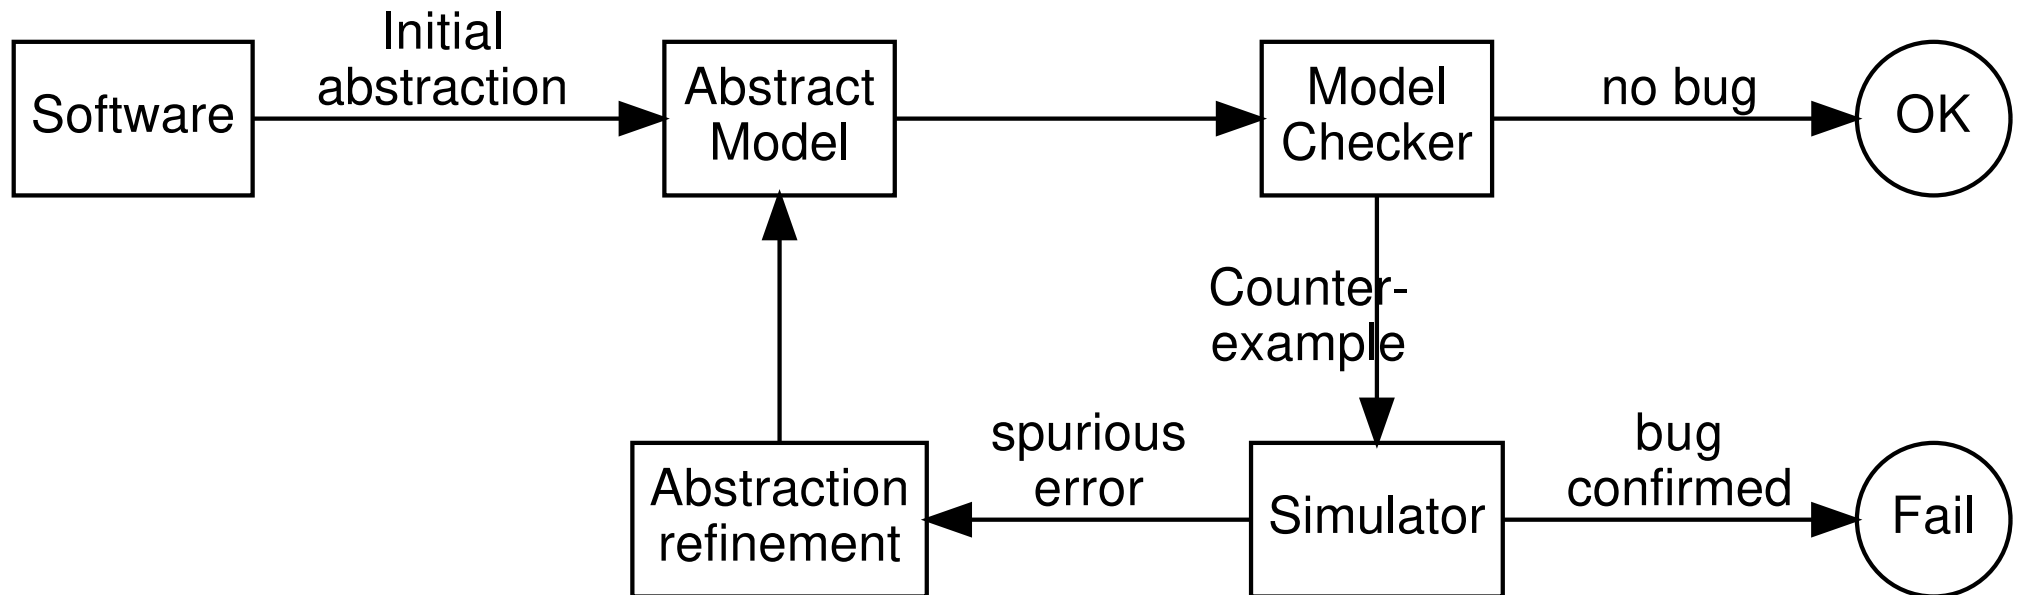 Initial
abstraction
Software
Abstract
Model
Model
Checker
no bug
OK
Counter-
example
spurious
error
bug
confirmed
Abstraction
refinement
Simulator
Fail